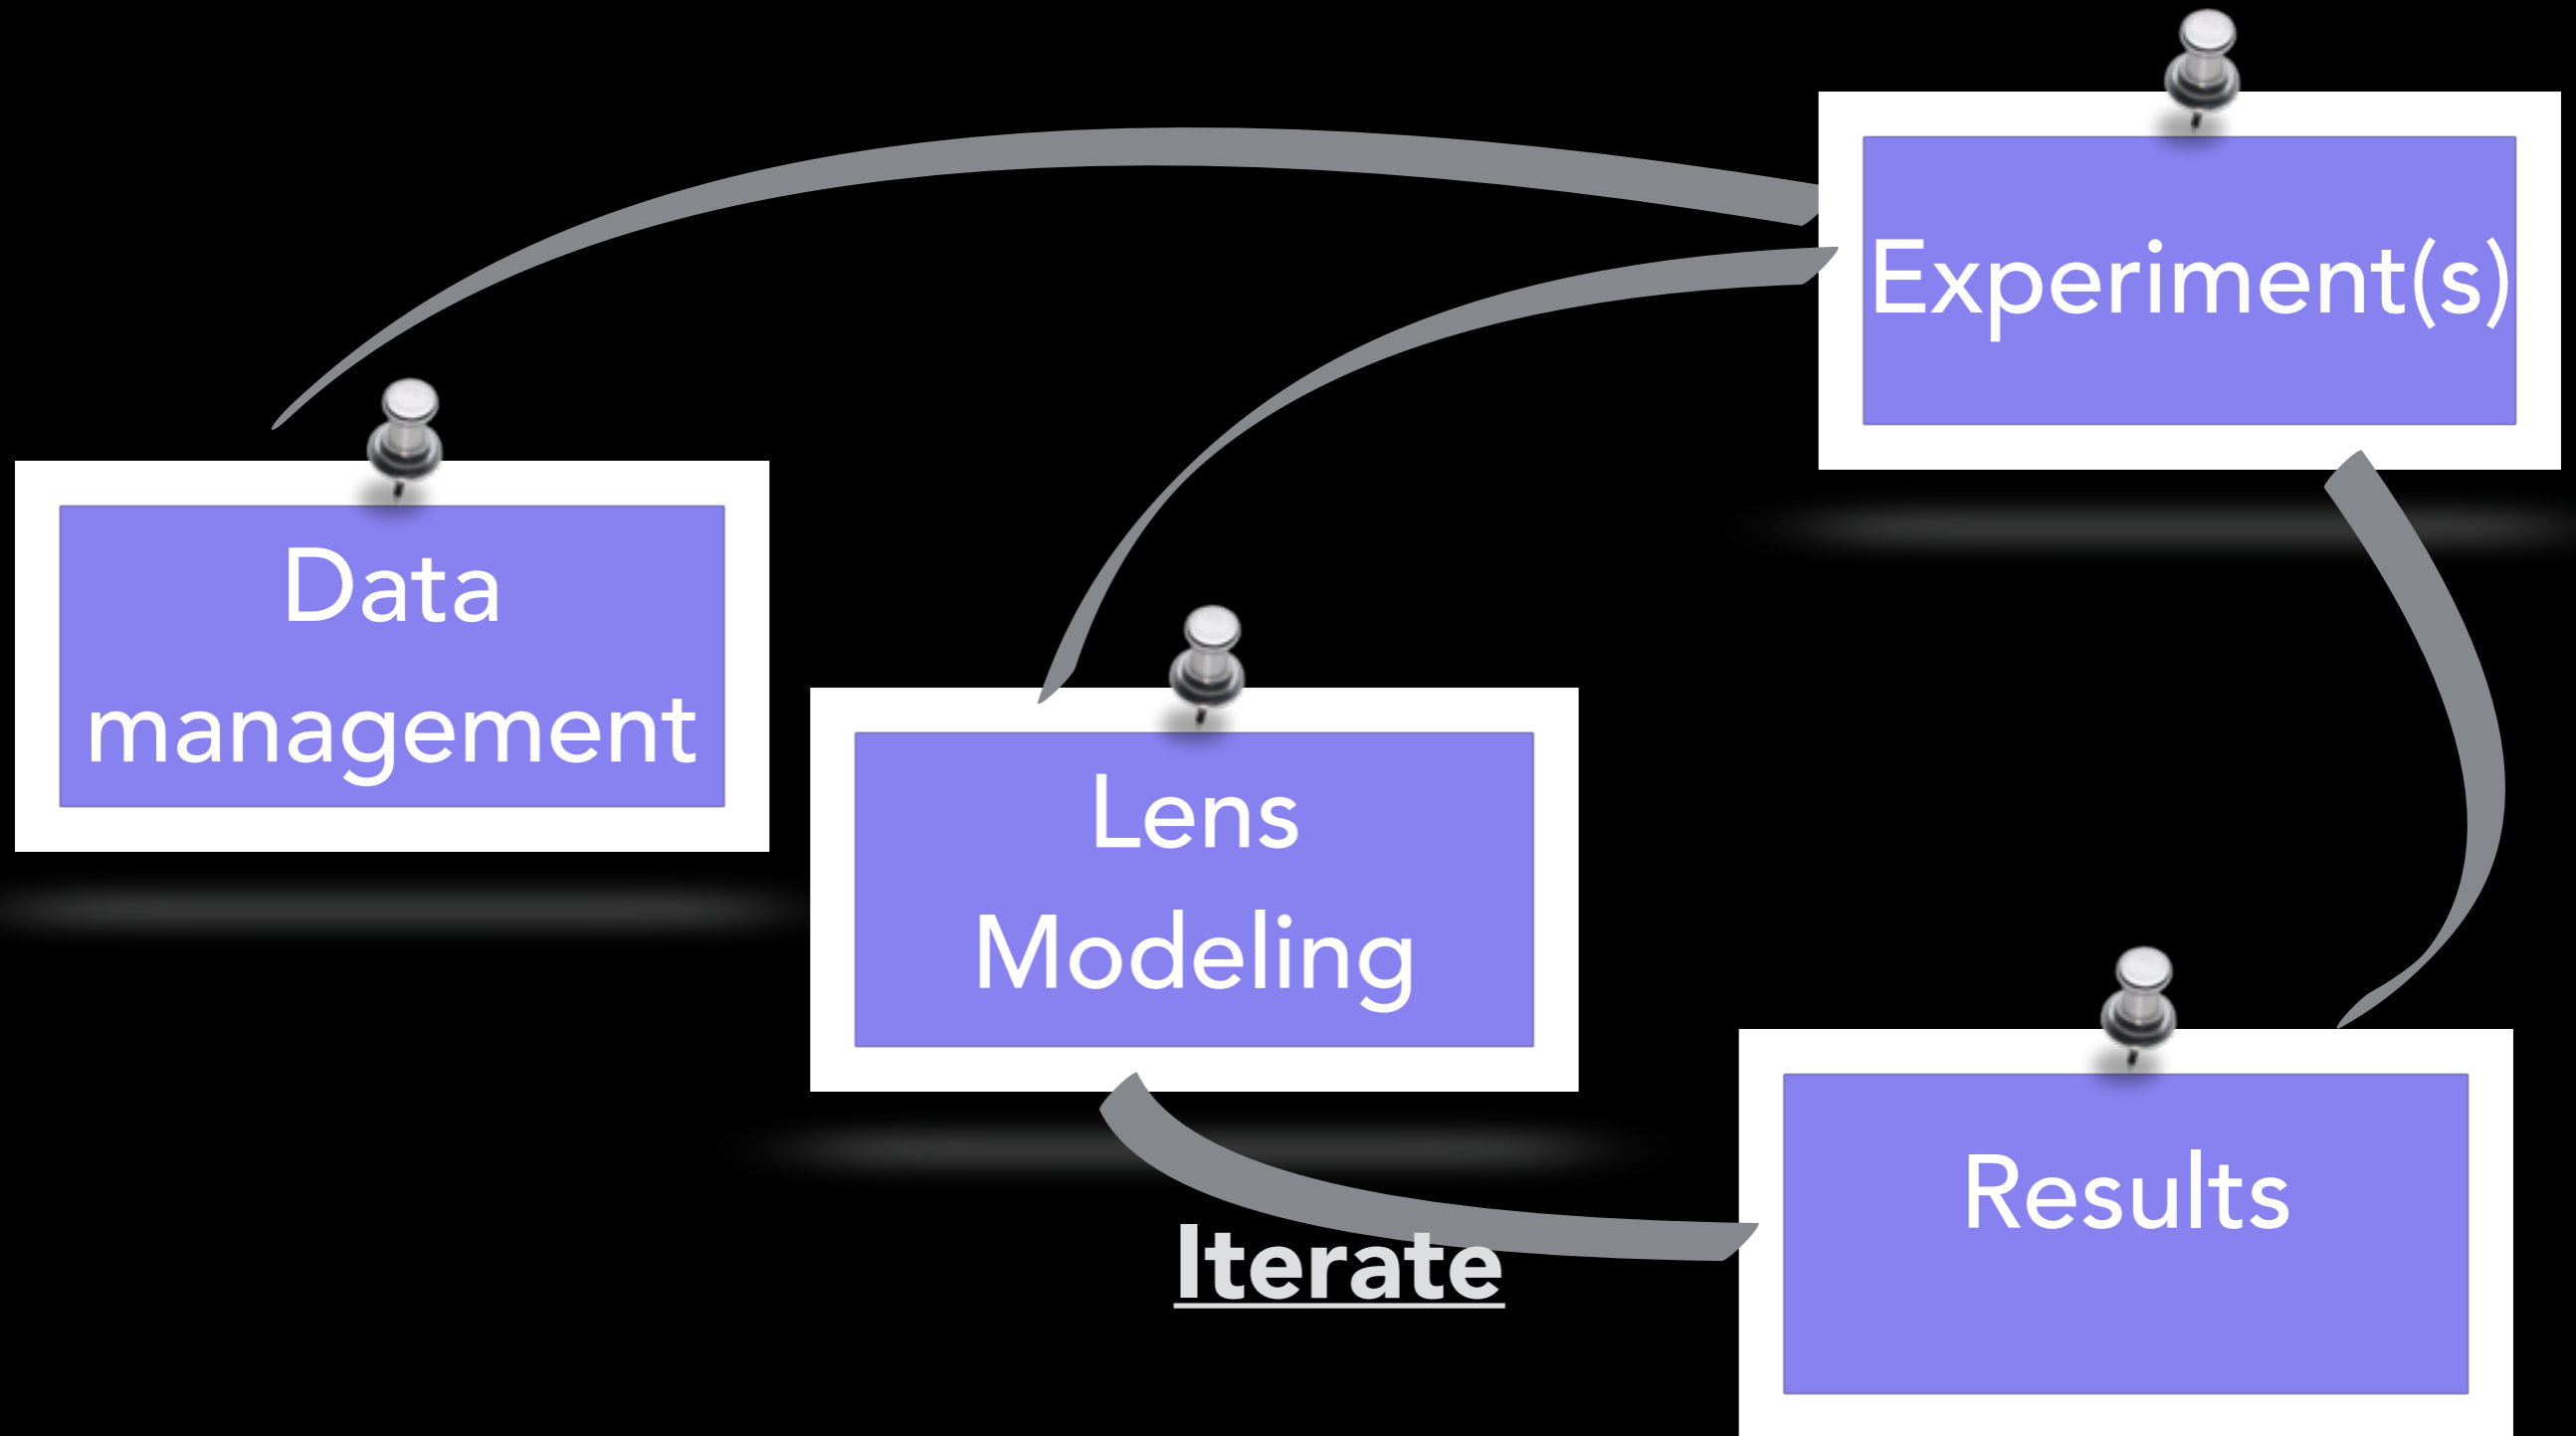 Experiment(s)
Data
management
Lens
Modeling
Results
Iterate